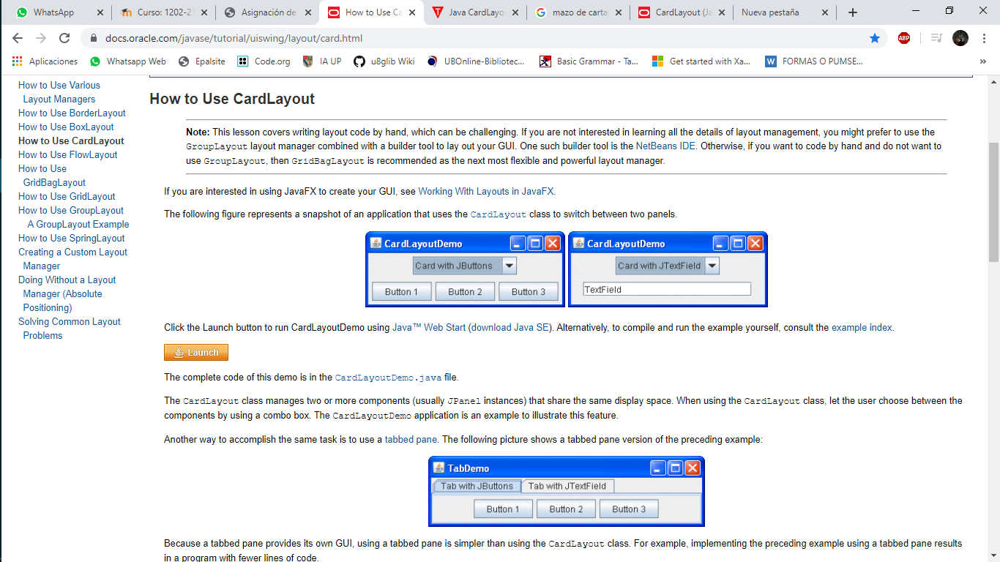 WhatsApp
Curso: 1202-21
Asignación de
How to Use Ca
Java CardLayo
mazo de carta
CardLayout (Ja
Nueva pestaña
docs.oracle.com/javase/tutorial/uiswing/layout/card.html
ABP
Aplicaciones
Whatsapp Web
Epalsite
Code.org
IA UP
u8glib Wiki
UBOnline-Bibliotec...
Basic Grammar - Ta...
Get started with Xa...
W
FORMAS O PUMSE...
»
How to Use Various
Layout Managers
How to Use BorderLayout
How to Use BoxLayout
How to Use CardLayout
How to Use FlowLayout
How to Use
GridBagLayout
How to Use GridLayout
How to Use GroupLayout
A GroupLayout Example
How to Use SpringLayout
Creating a Custom Layout
Manager
Doing Without a Layout
Manager (Absolute
Positioning)
Solving Common Layout
Problems
How to Use CardLayout
Note: This lesson covers writing layout code by hand, which can be challenging. If you are not interested in learning all the details of layout management, you might prefer to use the
GroupLayout layout manager combined with a builder tool to lay out your GUI. One such builder tool is the NetBeans IDE. Otherwise, if you want to code by hand and do not want to
use GroupLayout, then GridBagLayout is recommended as the next most flexible and powerful layout manager.
If you are interested in using JavaFX to create your GUI, see Working With Layouts in JavaFX.
The following figure represents a snapshot of an application that uses the CardLayout class to switch between two panels.
CardLayoutDemo
Card with JButtons
Button 1
Button 2
Button 3
CardLayoutDemo
Card with JTextField
TextField
Click the Launch button to run CardLayoutDemo using Java™ Web Start (download Java SE). Alternatively, to compile and run the example yourself, consult the example index.
Launch
The complete code of this demo is in the CardLayoutDemo.java file.
The CardLayout class manages two or more components (usually JPanel instances) that share the same display space. When using the CardLayout class, let the user choose between the
components by using a combo box. The CardLayoutDemo application is an example to illustrate this feature.
Another way to accomplish the same task is to use a tabbed pane. The following picture shows a tabbed pane version of the preceding example:
TabDemo
Tab with JButtons
Tab with JTextField
Button 1
Button 2
Button 3
Because a tabbed pane provides its own GUI, using a tabbed pane is simpler than using the CardLayout class. For example, implementing the preceding example using a tabbed pane results
in a program with fewer lines of code.